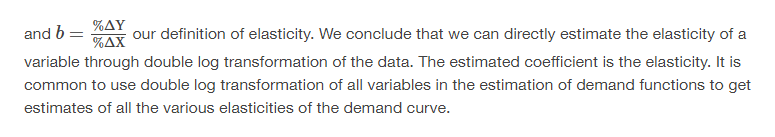 and b = %ΔY/%ΔX our definition of elasticity. We conclude that we can directly estimate the elasticity of a
variable through double log transformation of the data. The estimated coefficient is the elasticity. It is
common to use double log transformation of all variables in the estimation of demand functions to get
estimates of all the various elasticities of the demand curve.